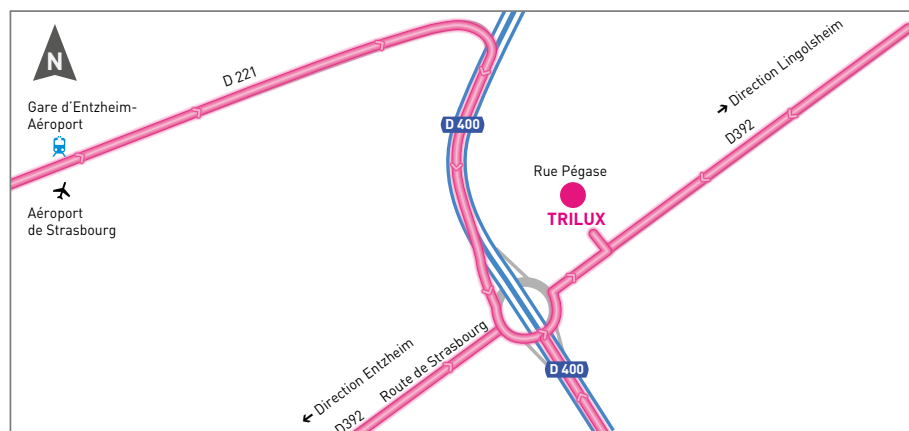 N
Gare d'Entzheim-
Aéroport
Aéroport
de Strasbourg
D 221
D 400
Rue Pégase
TRILUX
→ Direction Lingolsheim
D392
← Direction Entzheim
Route de Strasbourg
D392
D 400